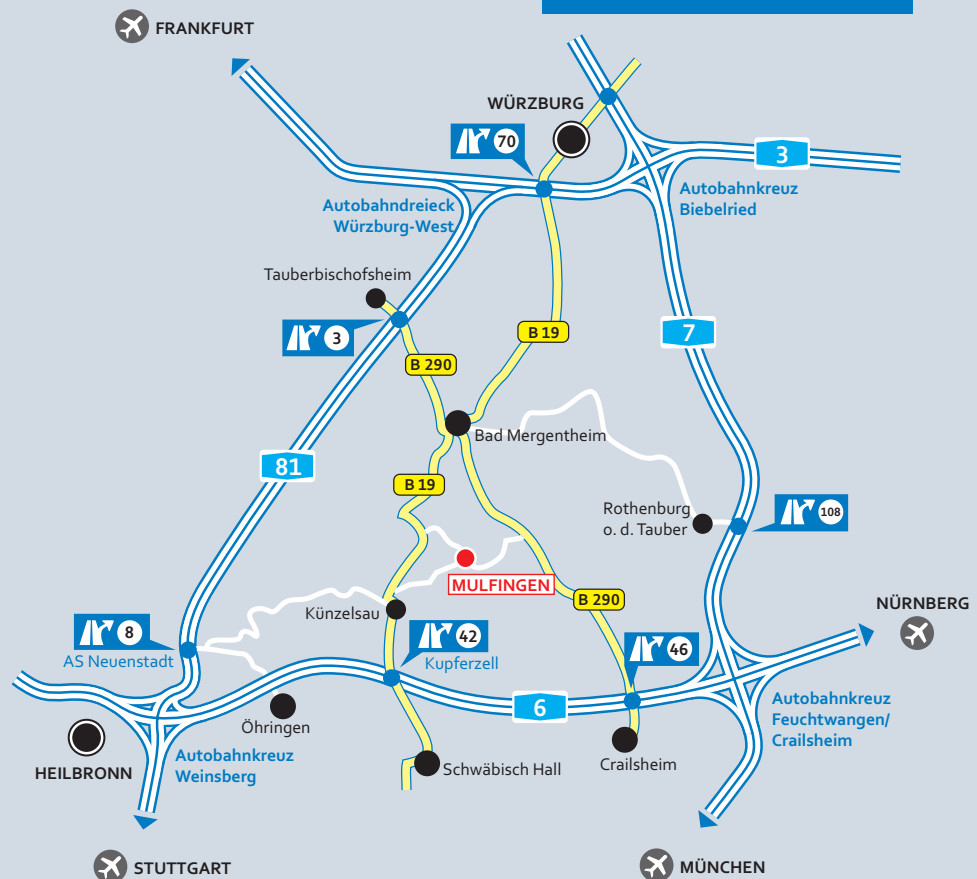 FRANKFURT
WÜRZBURG
70
3
Autobahndreieck
Würzburg-West
Autobahnkreuz
Biebelried
Tauberbischofsheim
3
B 19
7
B 290
Bad Mergentheim
81
B 19
Rothenburg
o. d. Tauber
108
MULFINGEN
B 290
NÜRNBERG
Künzelsau
8
AS Neuenstadt
42
Kupferzell
46
6
Öhringen
Autobahnkreuz
Feuchtwangen/
Crailsheim
HEILBRONN
Autobahnkreuz
Weinsberg
Schwäbisch Hall
Crailsheim
STUTTGART
MÜNCHEN